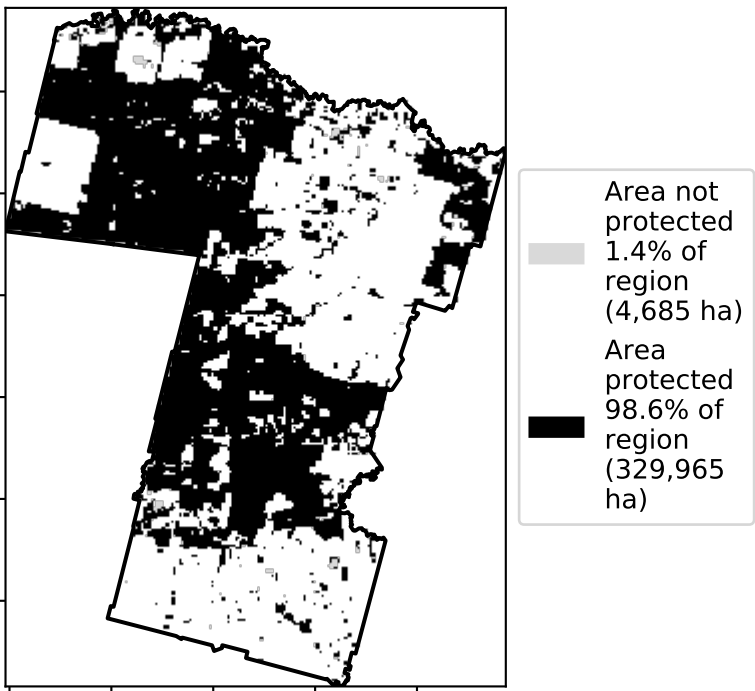 Area not
protected
1.4% of
region
(4,685 ha)
Area
protected
98.6% of
region
(329,965
ha)